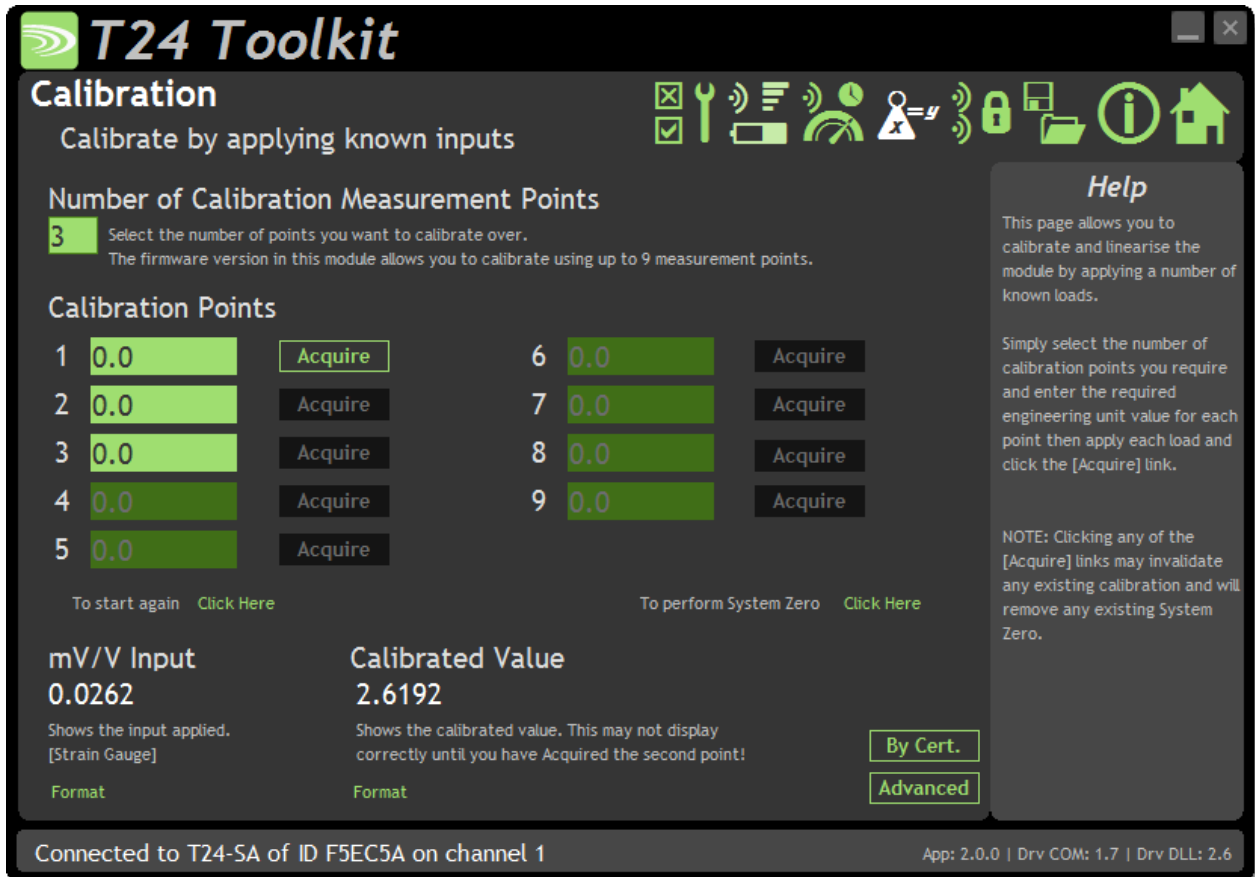 T24 Toolkit
Calibration
Calibrate by applying known inputs
x=y
i
Number of Calibration Measurement Points
3
Select the number of points you want to calibrate over.
The firmware version in this module allows you to calibrate using up to 9 measurement points.
Calibration Points
1 0.0 Acquire
2 0.0 Acquire
3 0.0 Acquire
4 0.0 Acquire
5 0.0 Acquire
6 0.0 Acquire
7 0.0 Acquire
8 0.0 Acquire
9 0.0 Acquire
To start again Click Here
To perform System Zero Click Here
mV/V Input
0.0262
Shows the input applied.
[Strain Gauge]
Format
Calibrated Value
2.6192
Shows the calibrated value. This may not display
correctly until you have Acquired the second point!
Format
By Cert.
Advanced
Help
This page allows you to
calibrate and linearise the
module by applying a number of
known loads.
Simply select the number of
calibration points you require
and enter the required
engineering unit value for each
point then apply each load and
click the [Acquire] link.
NOTE: Clicking any of the
[Acquire] links may invalidate
any existing calibration and will
remove any existing System
Zero.
Connected to T24-SA of ID F5EC5A on channel 1
App: 2.0.0 | Drv COM: 1.7 | Drv DLL: 2.6